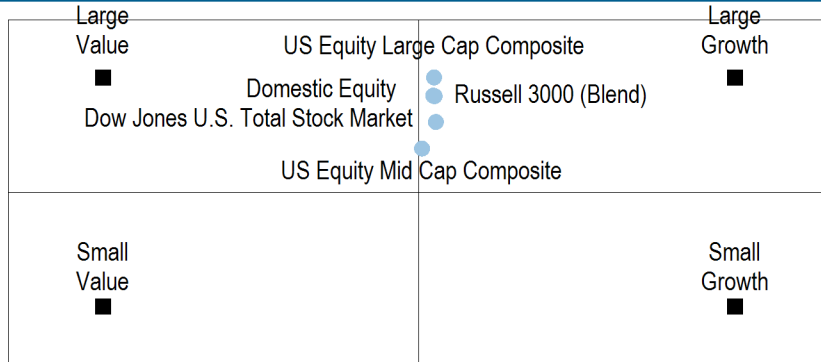 Large
Value
US Equity Large Cap Composite
Large
Growth
Domestic Equity
Russell 3000 (Blend)
Dow Jones U.S. Total Stock Market
US Equity Mid Cap Composite
Small
Value
Small
Growth